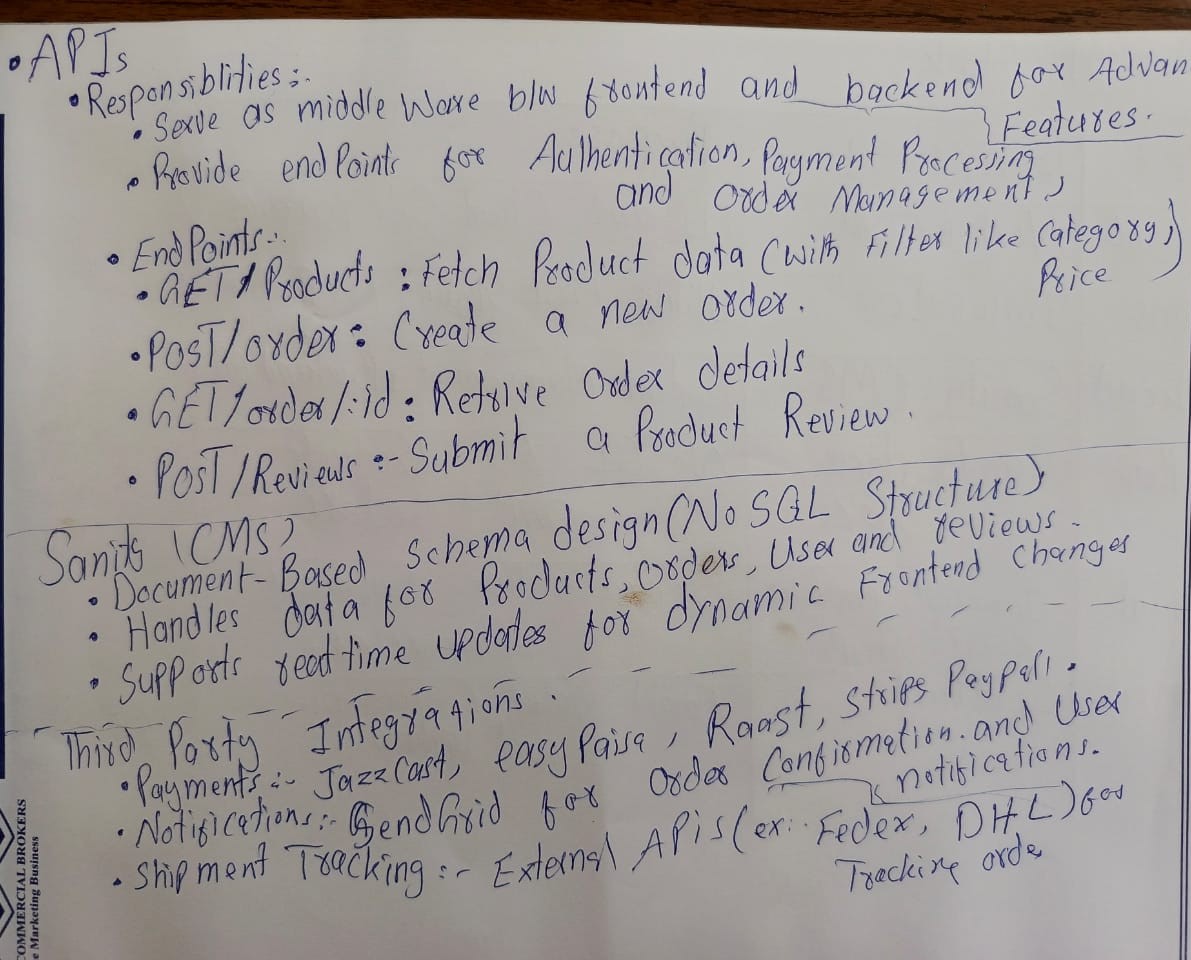 • APIs
• Responsiblities :-
• Serve as middle Ware b/w frontend and backend for Advan
Features.
• Provide end Points for Authentication, Payment Processing
and Order Management,
• End Points :-
• GET / Products : Fetch Product data (with Filter like Category,)
Price
• POST/order : Create a new order.
• GET/order/:id : Retrive Order details
• POST/Reviews :- Submit a Product Review.
Sanity (CMS)
• Document-Based Schema design (No SQL Structure)
• Handles data for Products, orders, User and reviews.
• Supports real time updates for dynamic Frontend Changes
Third Party Integrations.
• Payments :- Jazz Cast, easy Paisa, Raast, Stripe Paypall.
• Notifications :- SendGrid for Order Confirmation. and User
notifications.
• Shipment Tracking :- External APis (ex:- Fedex, DHL) for
Tracking orde
COMMERCIAL BROKERS
e Marketing Business